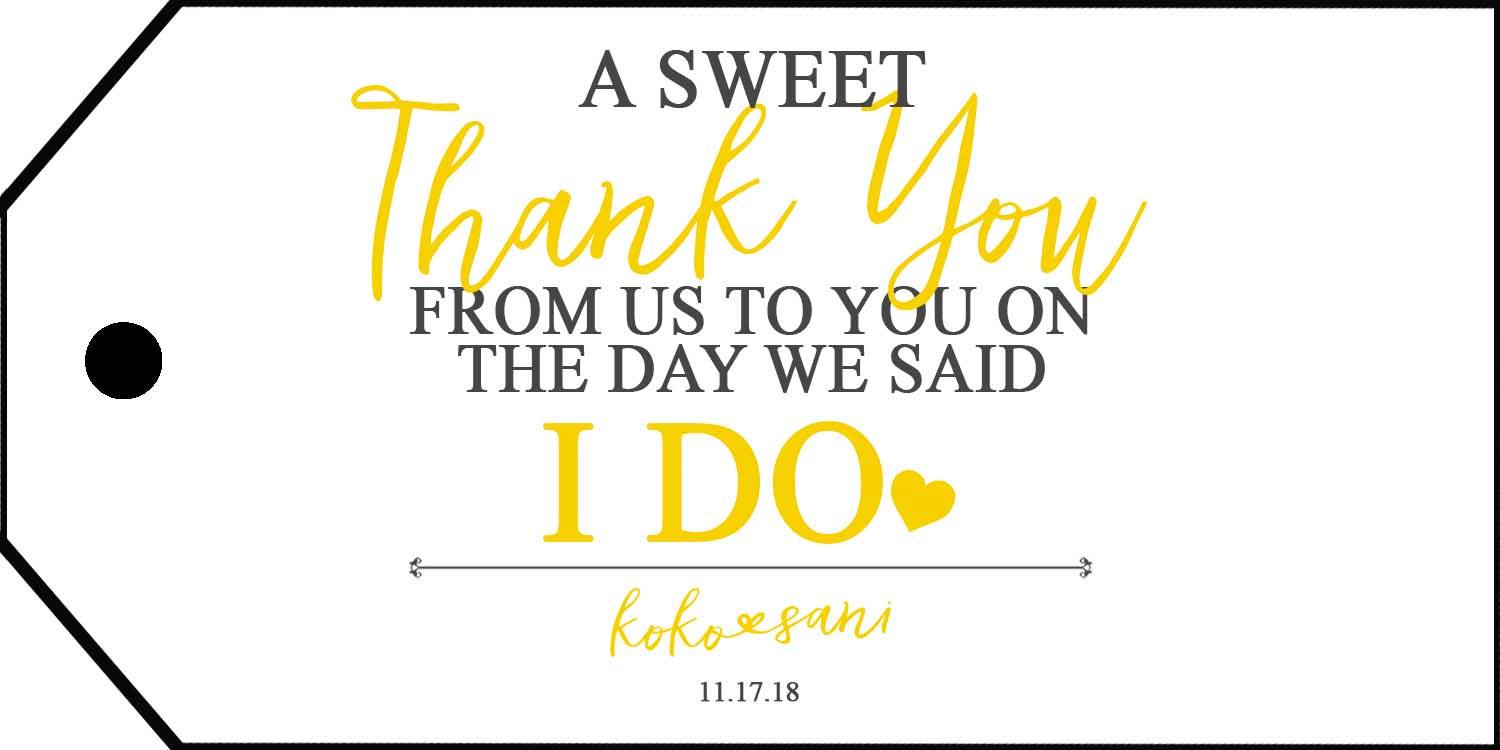 A SWEET
Thank You
FROM US TO YOU ON
THE DAY WE SAID
I DO
koko sani
11.17.18